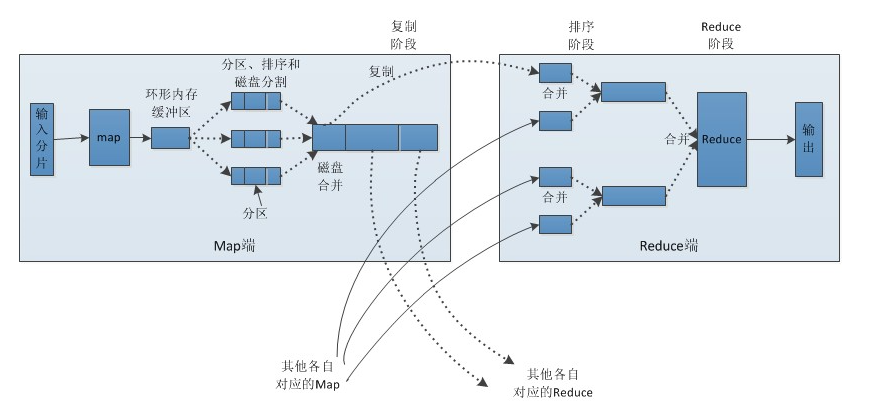 复制
阶段
排序
阶段
Reduce
阶段
分区、排序和
磁盘分割
复制
环形内存
缓冲区
合并
输
入
分
片
map
磁盘
合并
分区
Map端
合并
合并
Reduce
输
出
Reduce端
其他各自
对应的Map
其他各自
对应的Reduce